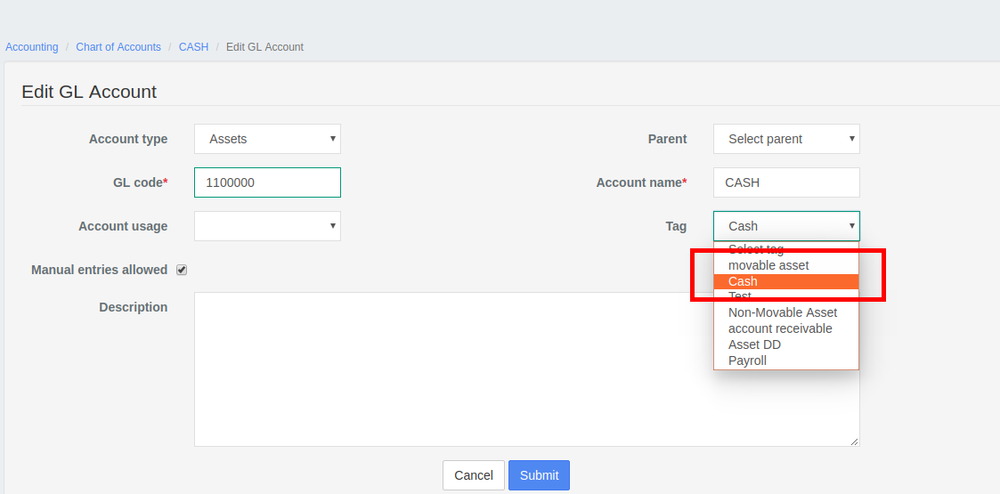 Accounting / Chart of Accounts / CASH / Edit GL Account
Edit GL Account
Account type Assets Parent Select parent
GL code* 1100000 Account name* CASH
Account usage Tag Cash
Select tag
movable asset
Manual entries allowed
Cash
Test
Description
Non-Movable Asset
account receivable
Asset DD
Payroll
Cancel Submit